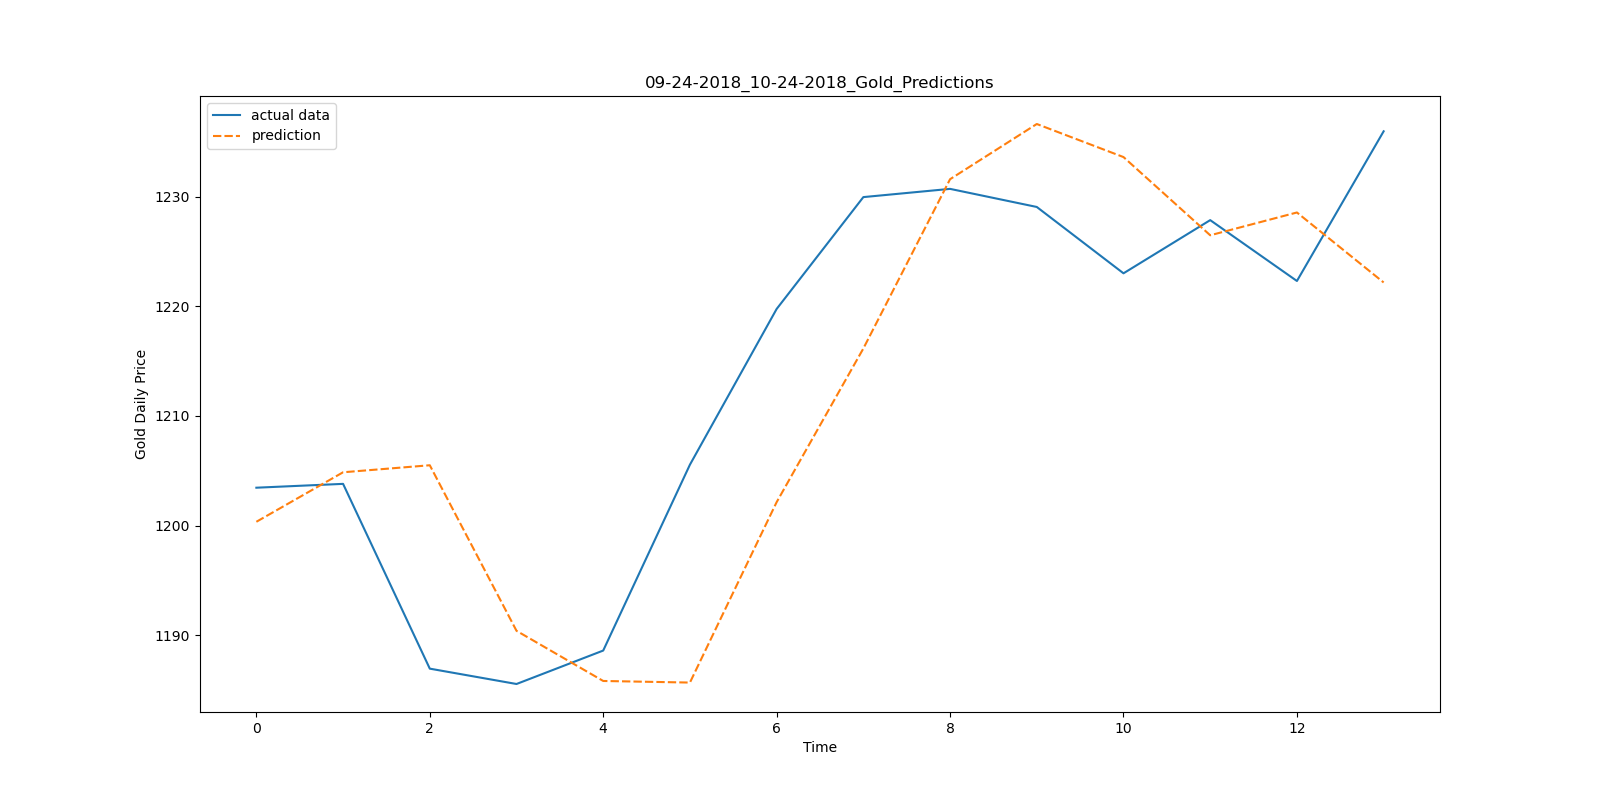 09-24-2018_10-24-2018_Gold_Predictions
actual data
prediction
Gold Daily Price
1230
1220
1210
1200
1190
0 2 4 6 8 10 12
Time